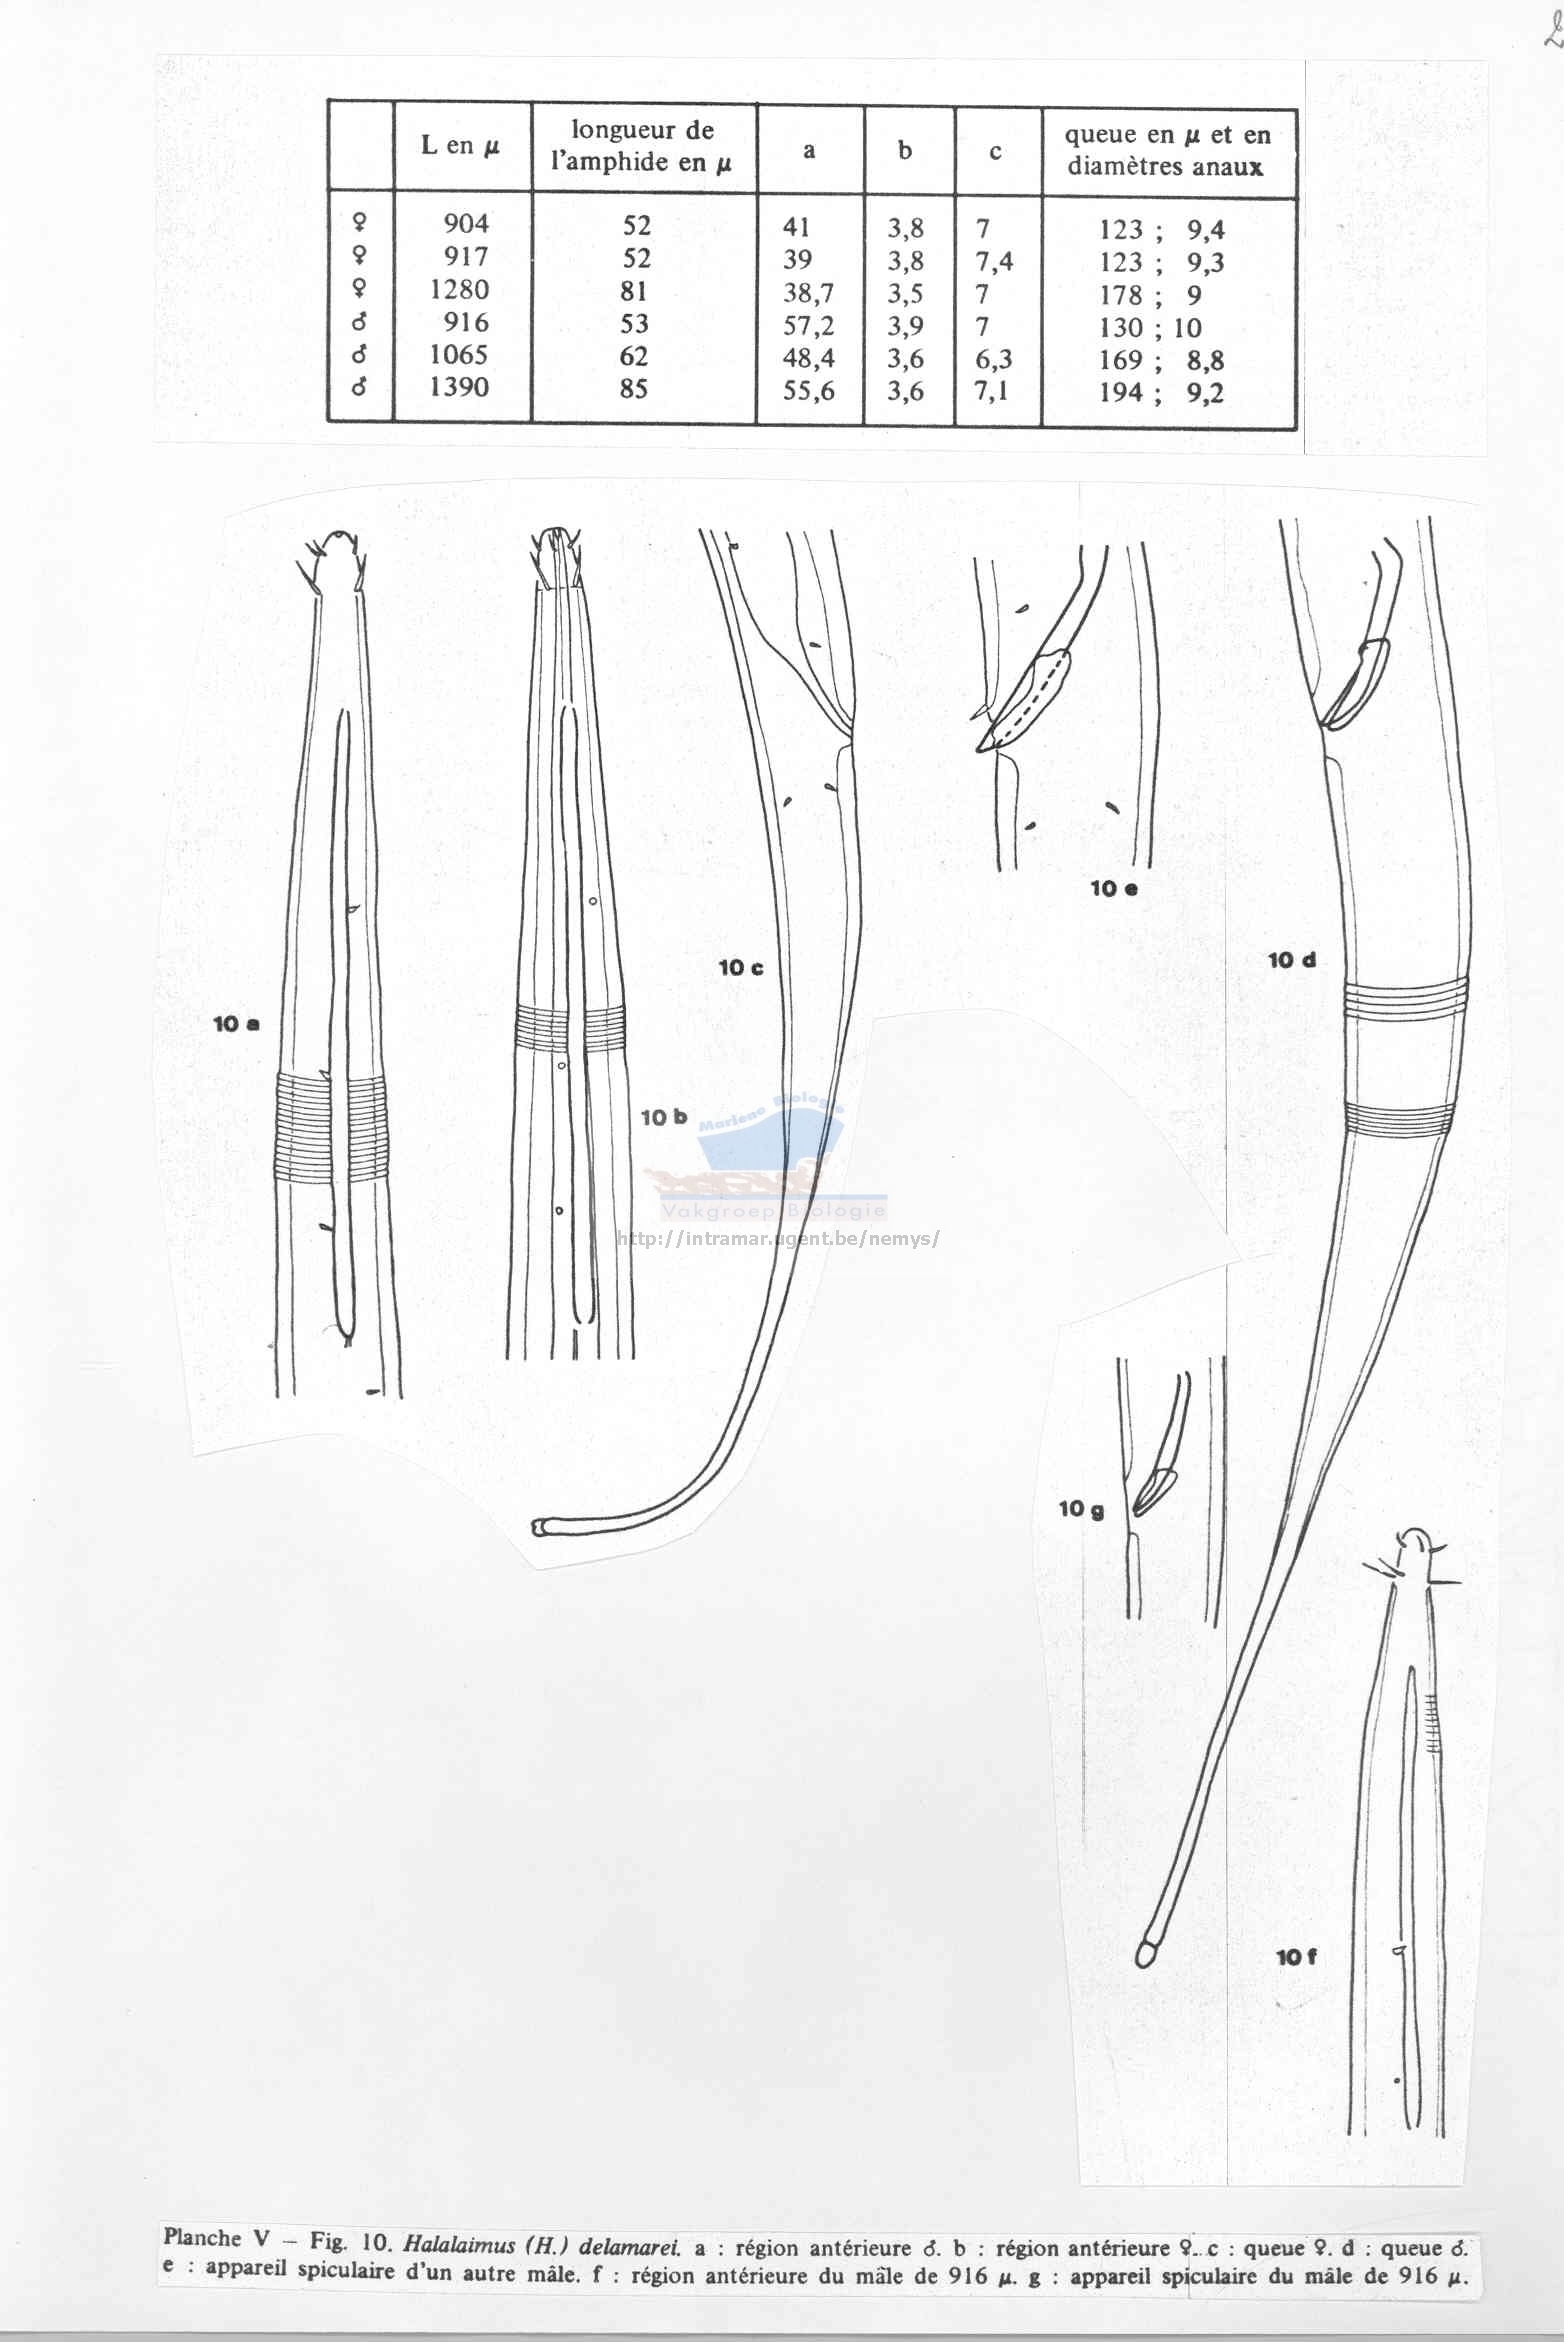 2
L en μ
longueur de
l'amphide en μ
a
b
c
queue en μ et en
diamètres anaux
♀ 904 52 41 3,8 7 123 ; 9,4
♀ 917 52 39 3,8 7,4 123 ; 9,3
♀ 1280 81 38,7 3,5 7 178 ; 9
♂ 916 53 57,2 3,9 7 130 ; 10
♂ 1065 62 48,4 3,6 6,3 169 ; 8,8
♂ 1390 85 55,6 3,6 7,1 194 ; 9,2
10 e
10 d
10 c
10 a
10 b
Mariene Biologie
Vakgroep Biologie
http://intramar.ugent.be/nemys/
10 g
10 f
Planche V – Fig. 10. Halalaimus (H.) delamarei. a : région antérieure ♂. b : région antérieure ♀. c : queue ♀. d : queue ♂.
e : appareil spiculaire d'un autre mâle. f : région antérieure du mâle de 916 μ. g : appareil spiculaire du mâle de 916 μ.